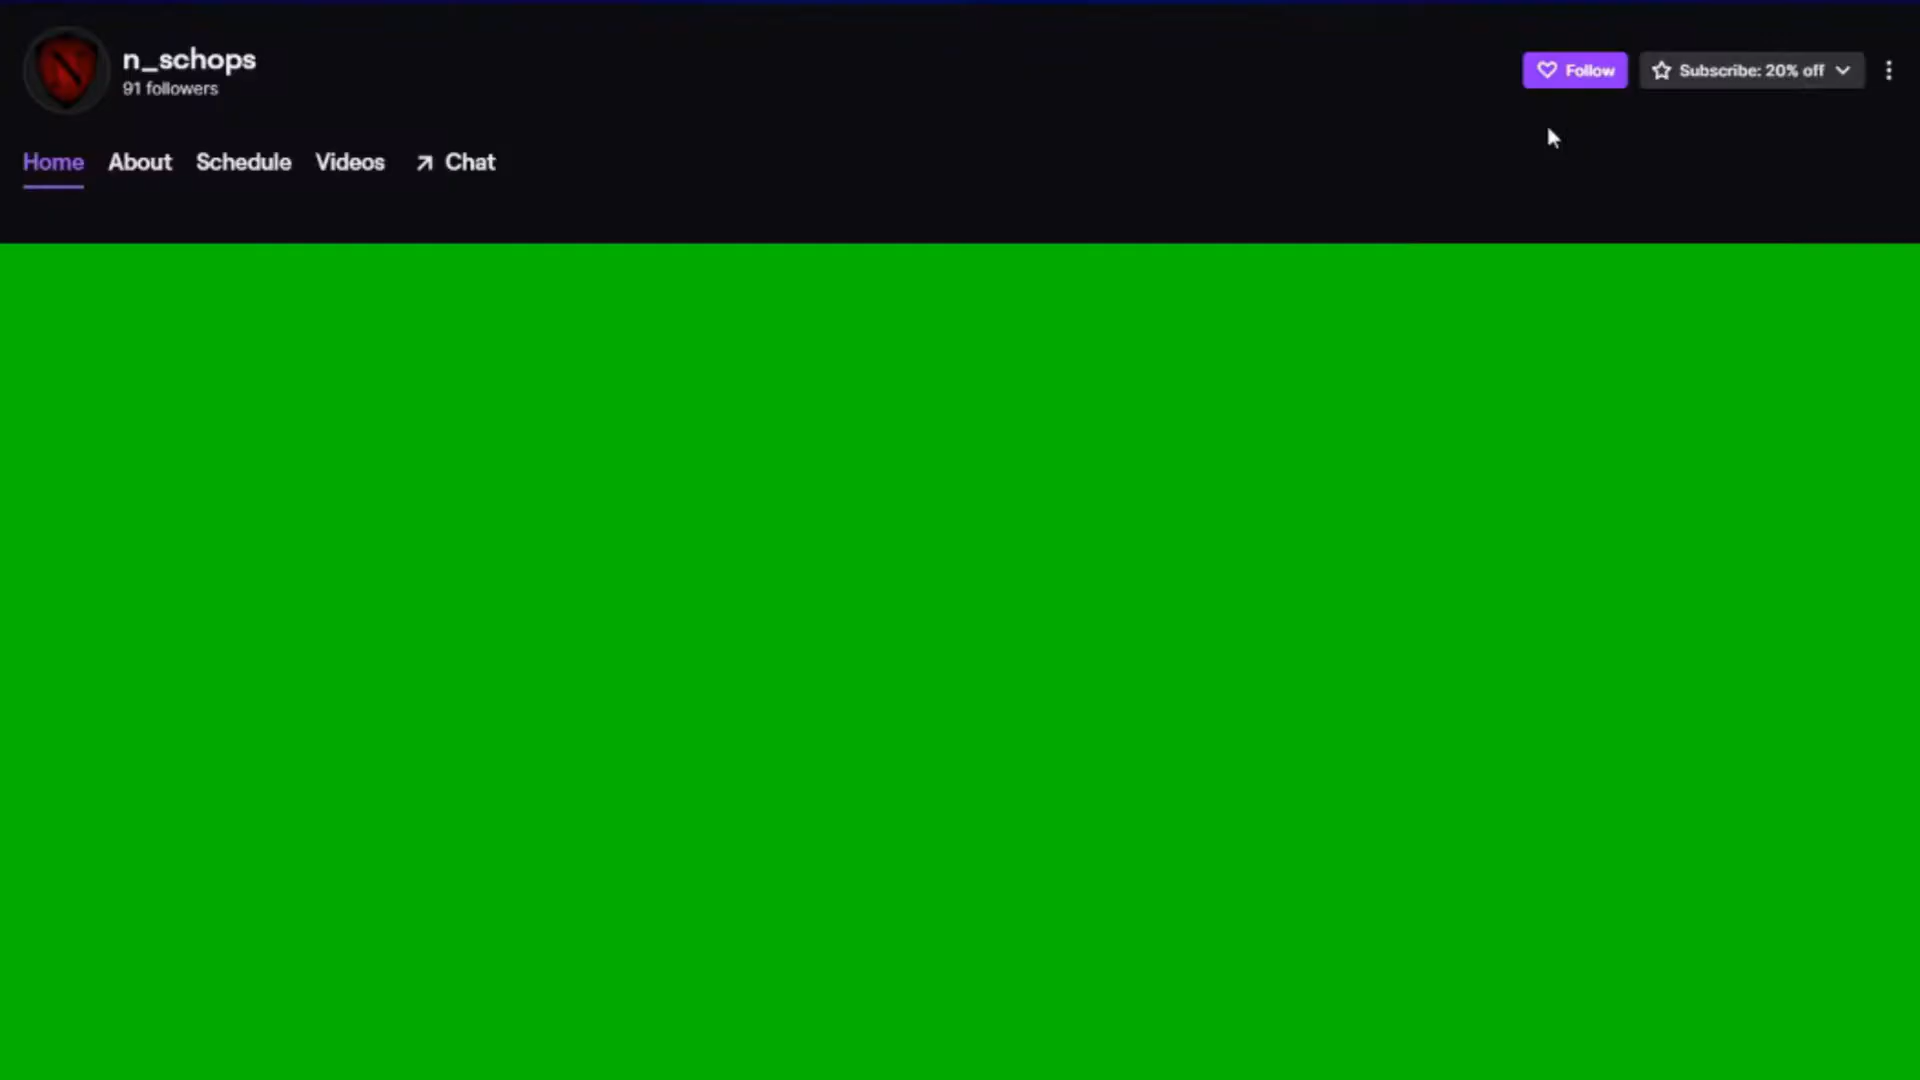 n_schops
91 followers
Follow
Subscribe: 20% off
Home About Schedule Videos Chat